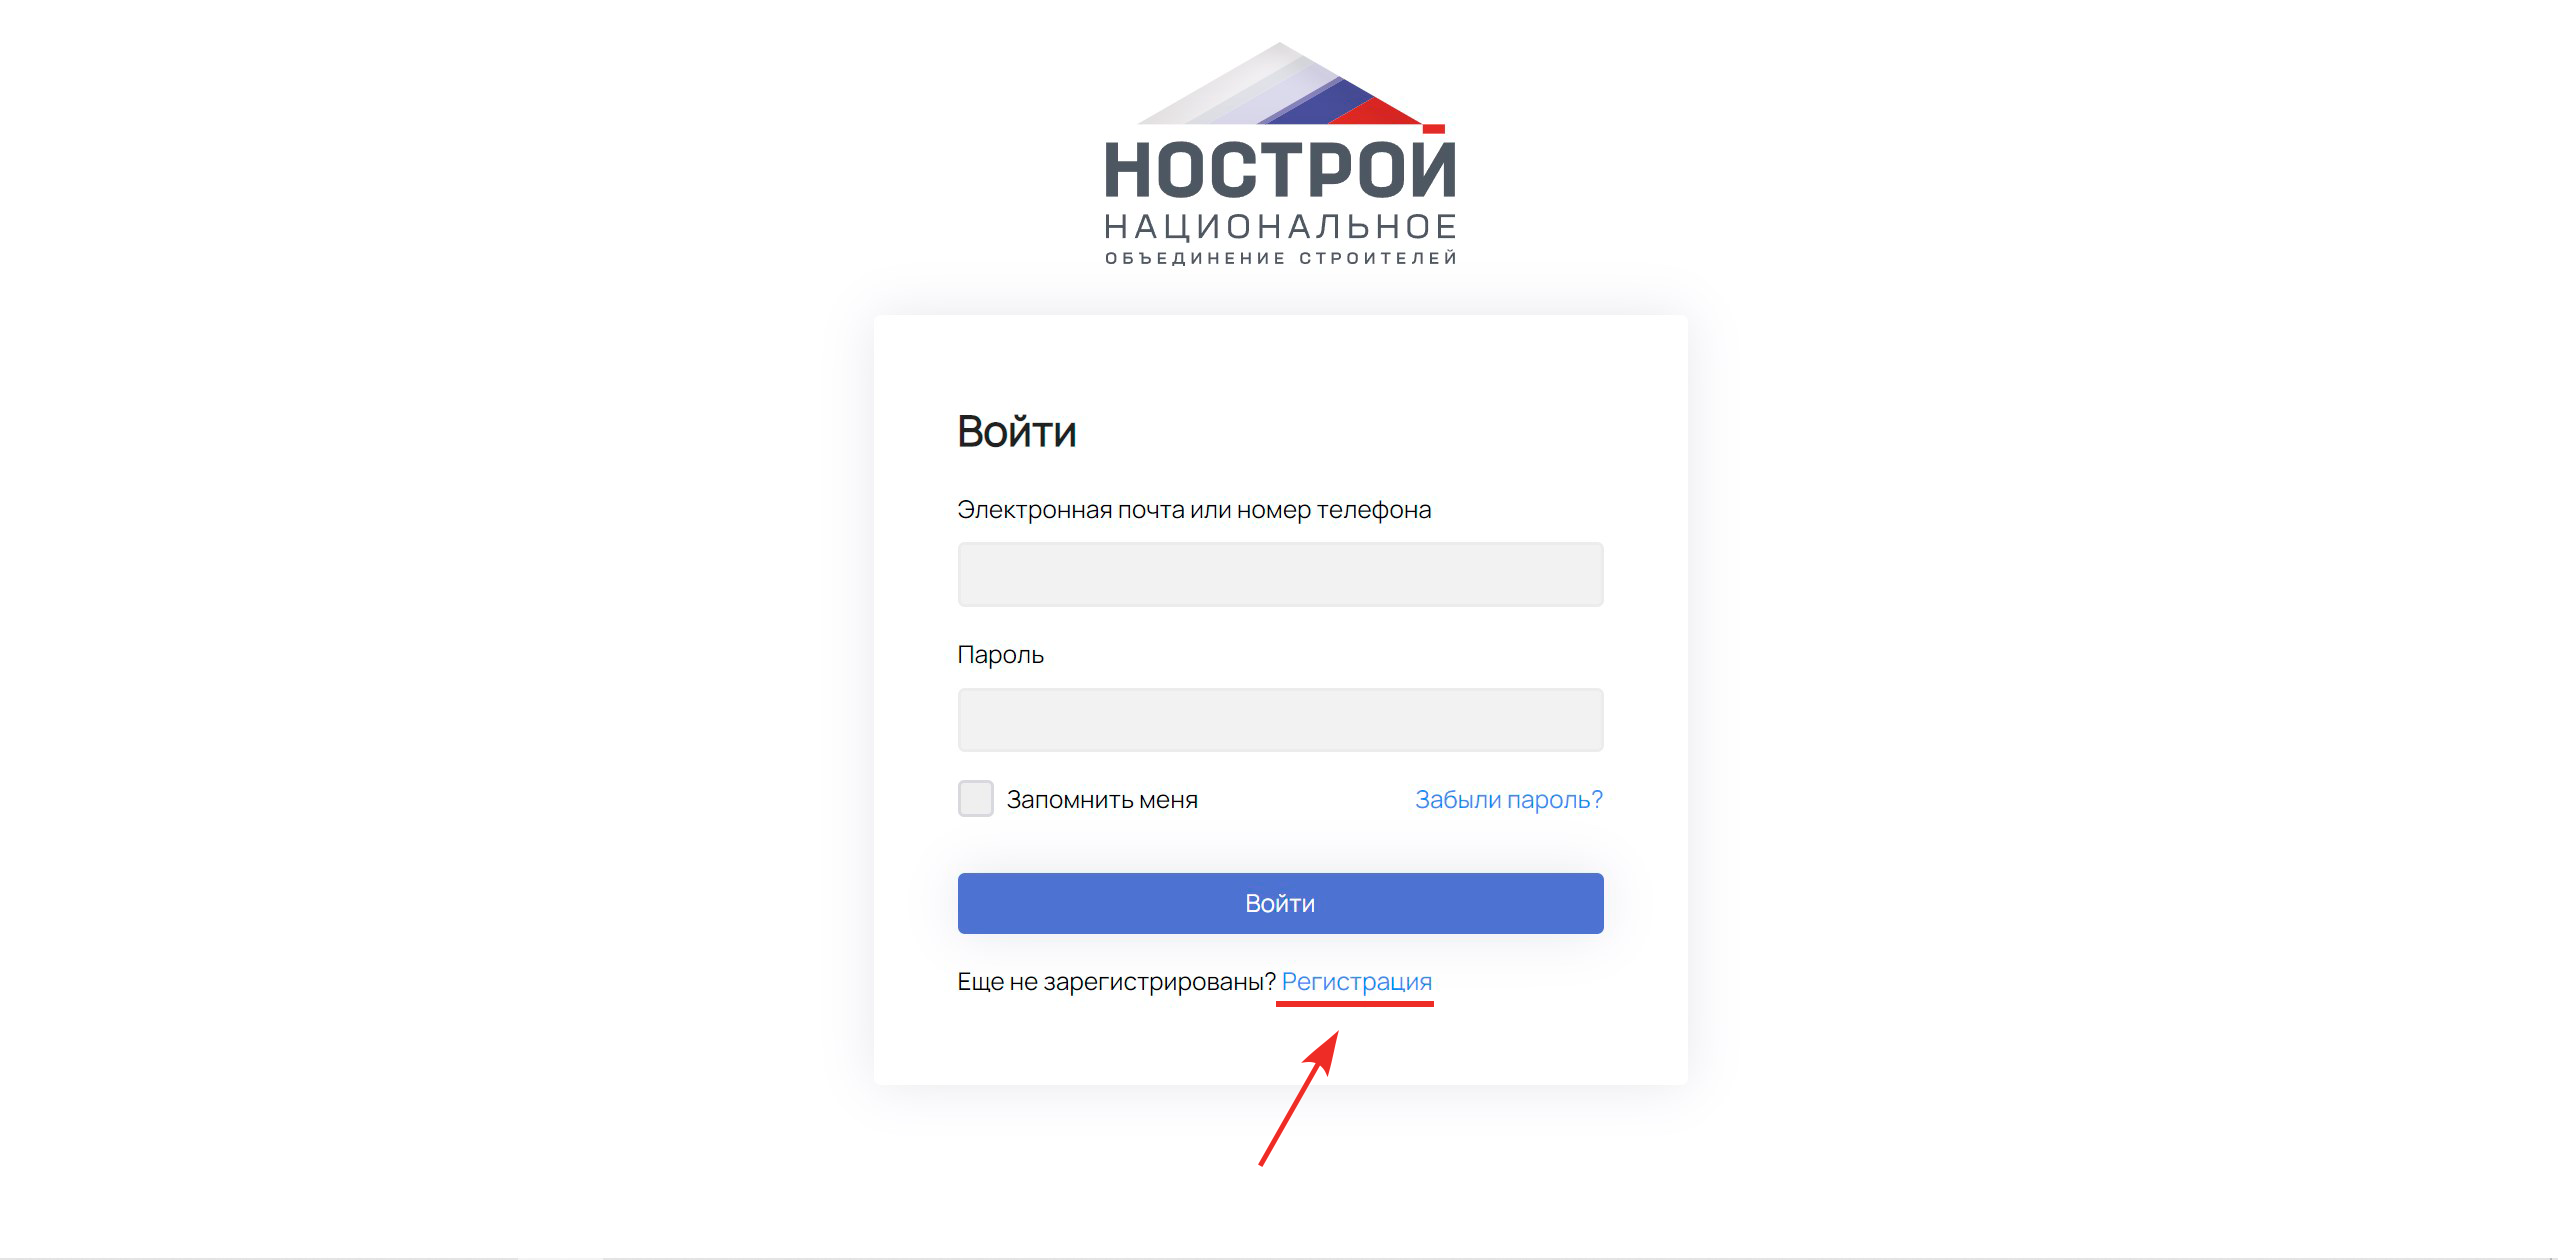 НОСТРОЙ
НАЦИОНАЛЬНОЕ
ОБЪЕДИНЕНИЕ СТРОИТЕЛЕЙ
Войти
Электронная почта или номер телефона
Пароль
Запомнить меня Забыли пароль?
Войти
Еще не зарегистрированы? Регистрация